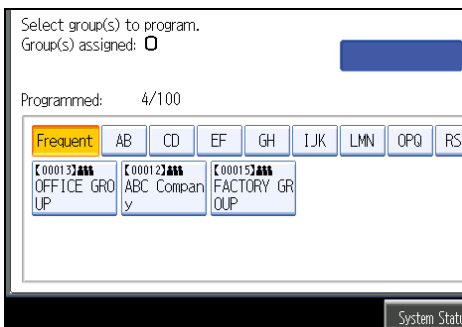 Select group(s) to program.
Group(s) assigned: 0
Programmed: 4/100
Frequent AB CD EF GH IJK LMN OPQ RS
【00013】 【00012】 【00015】
OFFICE GRO ABC Compan FACTORY GR
UP y OUP
System Statu